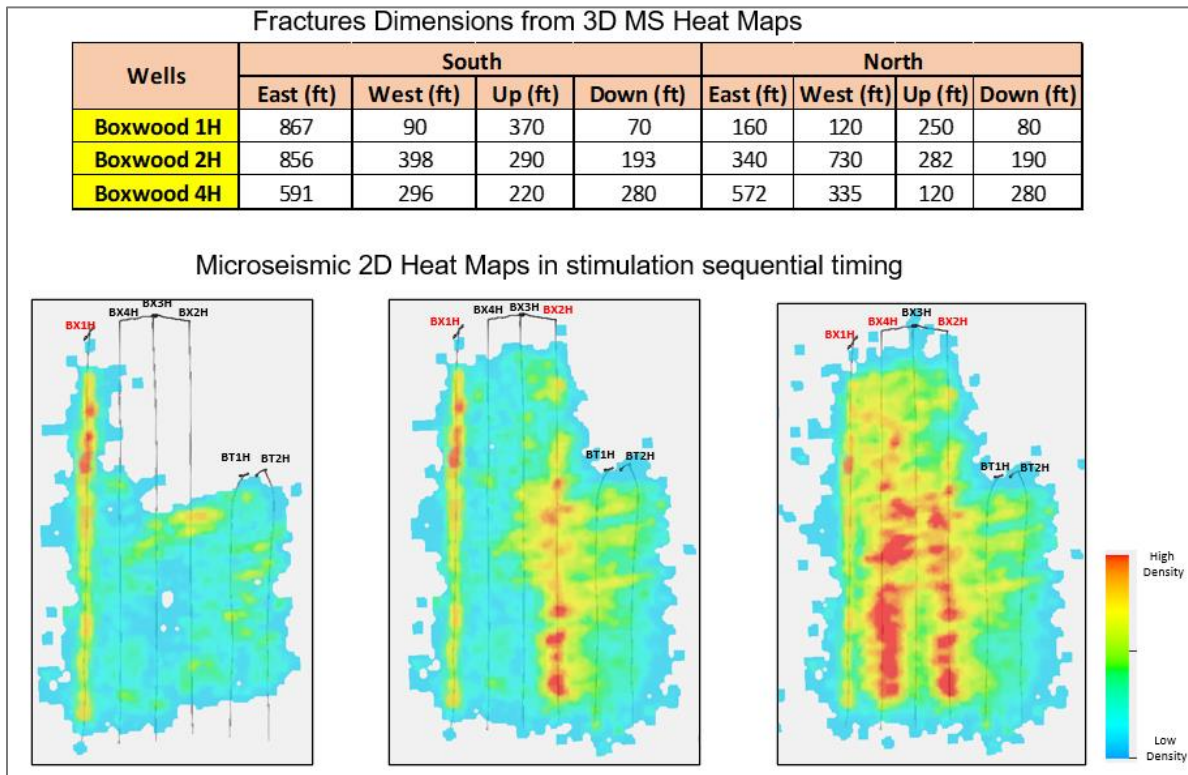 Fractures Dimensions from 3D MS Heat Maps
Wells South North
East (ft) West (ft) Up (ft) Down (ft) East (ft) West (ft) Up (ft) Down (ft)
Boxwood 1H 867 90 370 70 160 120 250 80
Boxwood 2H 856 398 290 193 340 730 282 190
Boxwood 4H 591 296 220 280 572 335 120 280
Microseismic 2D Heat Maps in stimulation sequential timing
BX1H BX4H BX3H BX2H BT1H BT2H
BX1H BX4H BX3H BX2H BT1H BT2H
BX1H BX4H BX3H BX2H BT1H BT2H
High
Density
Low
Density